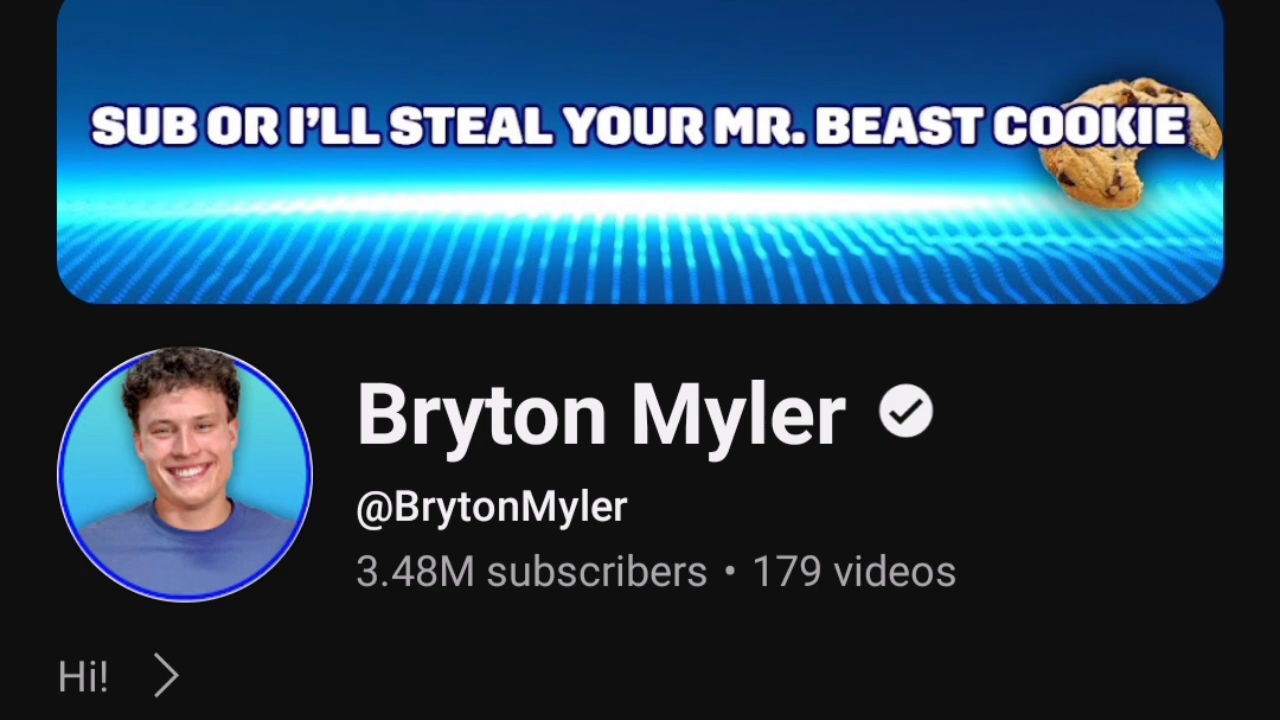 SUB OR I'LL STEAL YOUR MR. BEAST COOKIE
Bryton Myler
@BrytonMyler
3.48M subscribers • 179 videos
Hi!